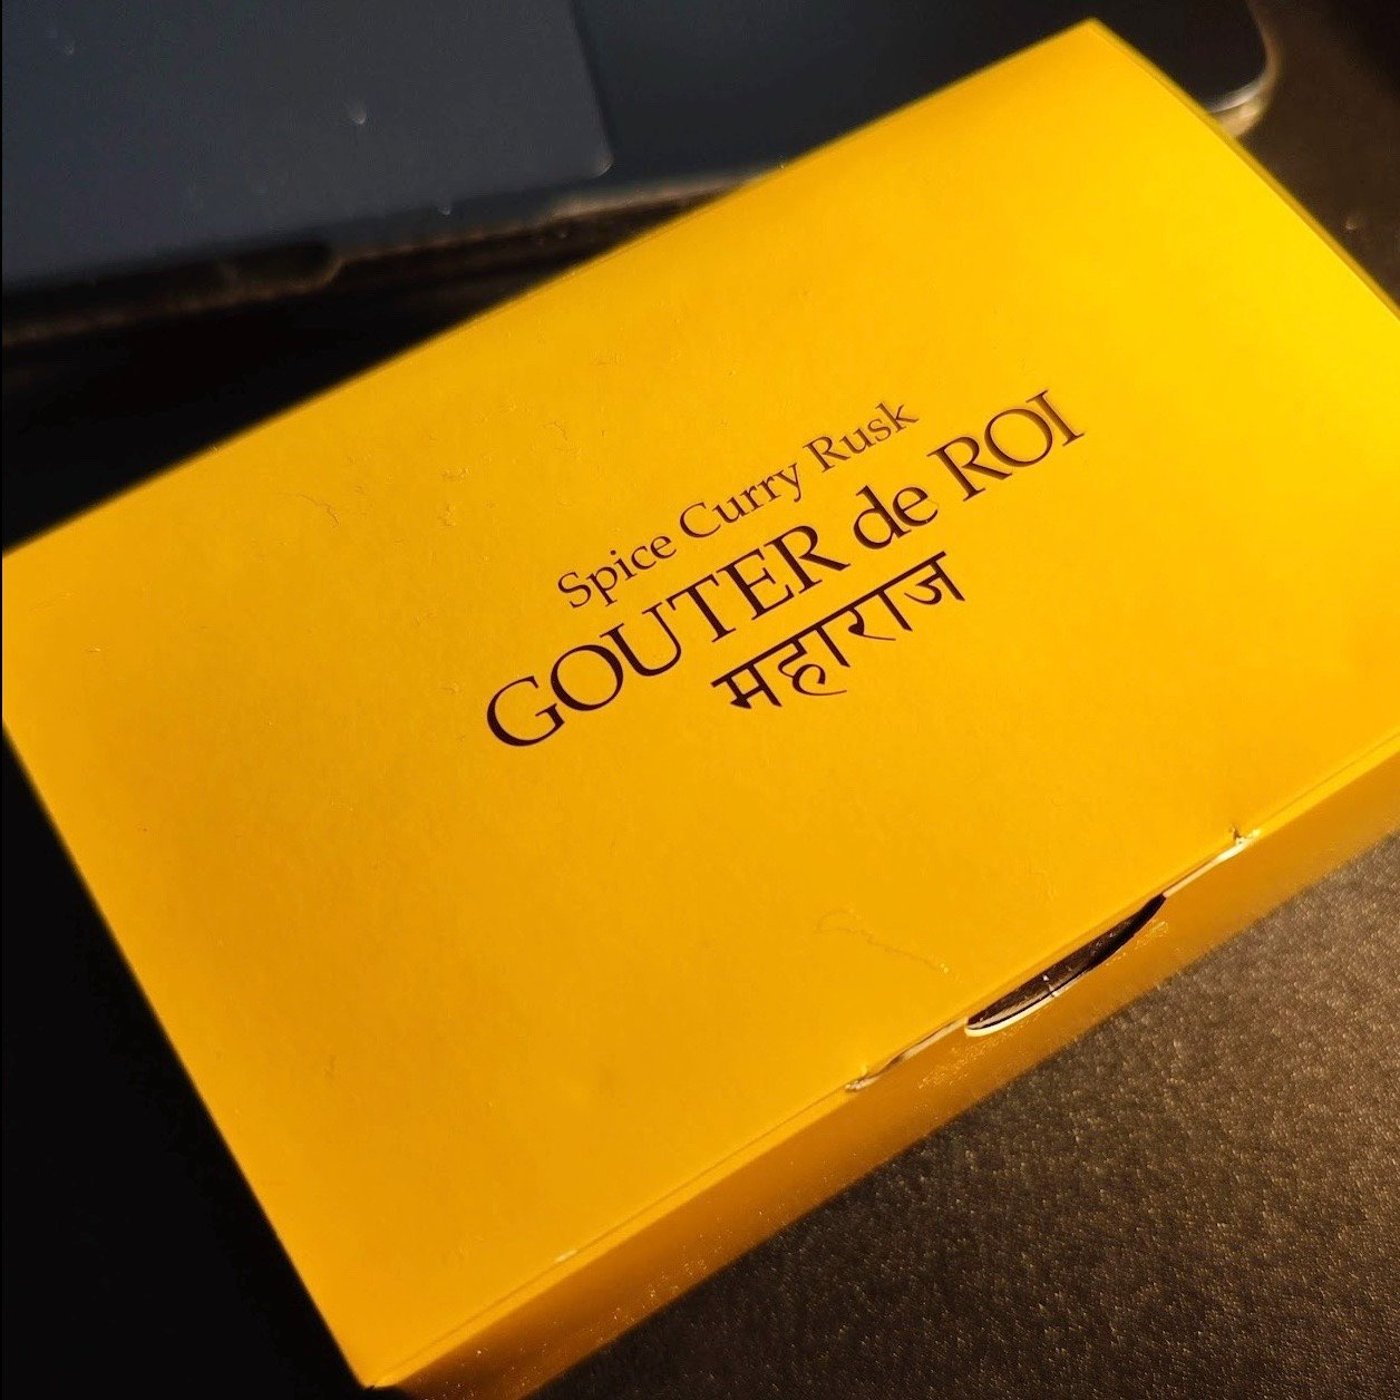 Spice Curry Rusk
GOUTER de ROI
महाराज